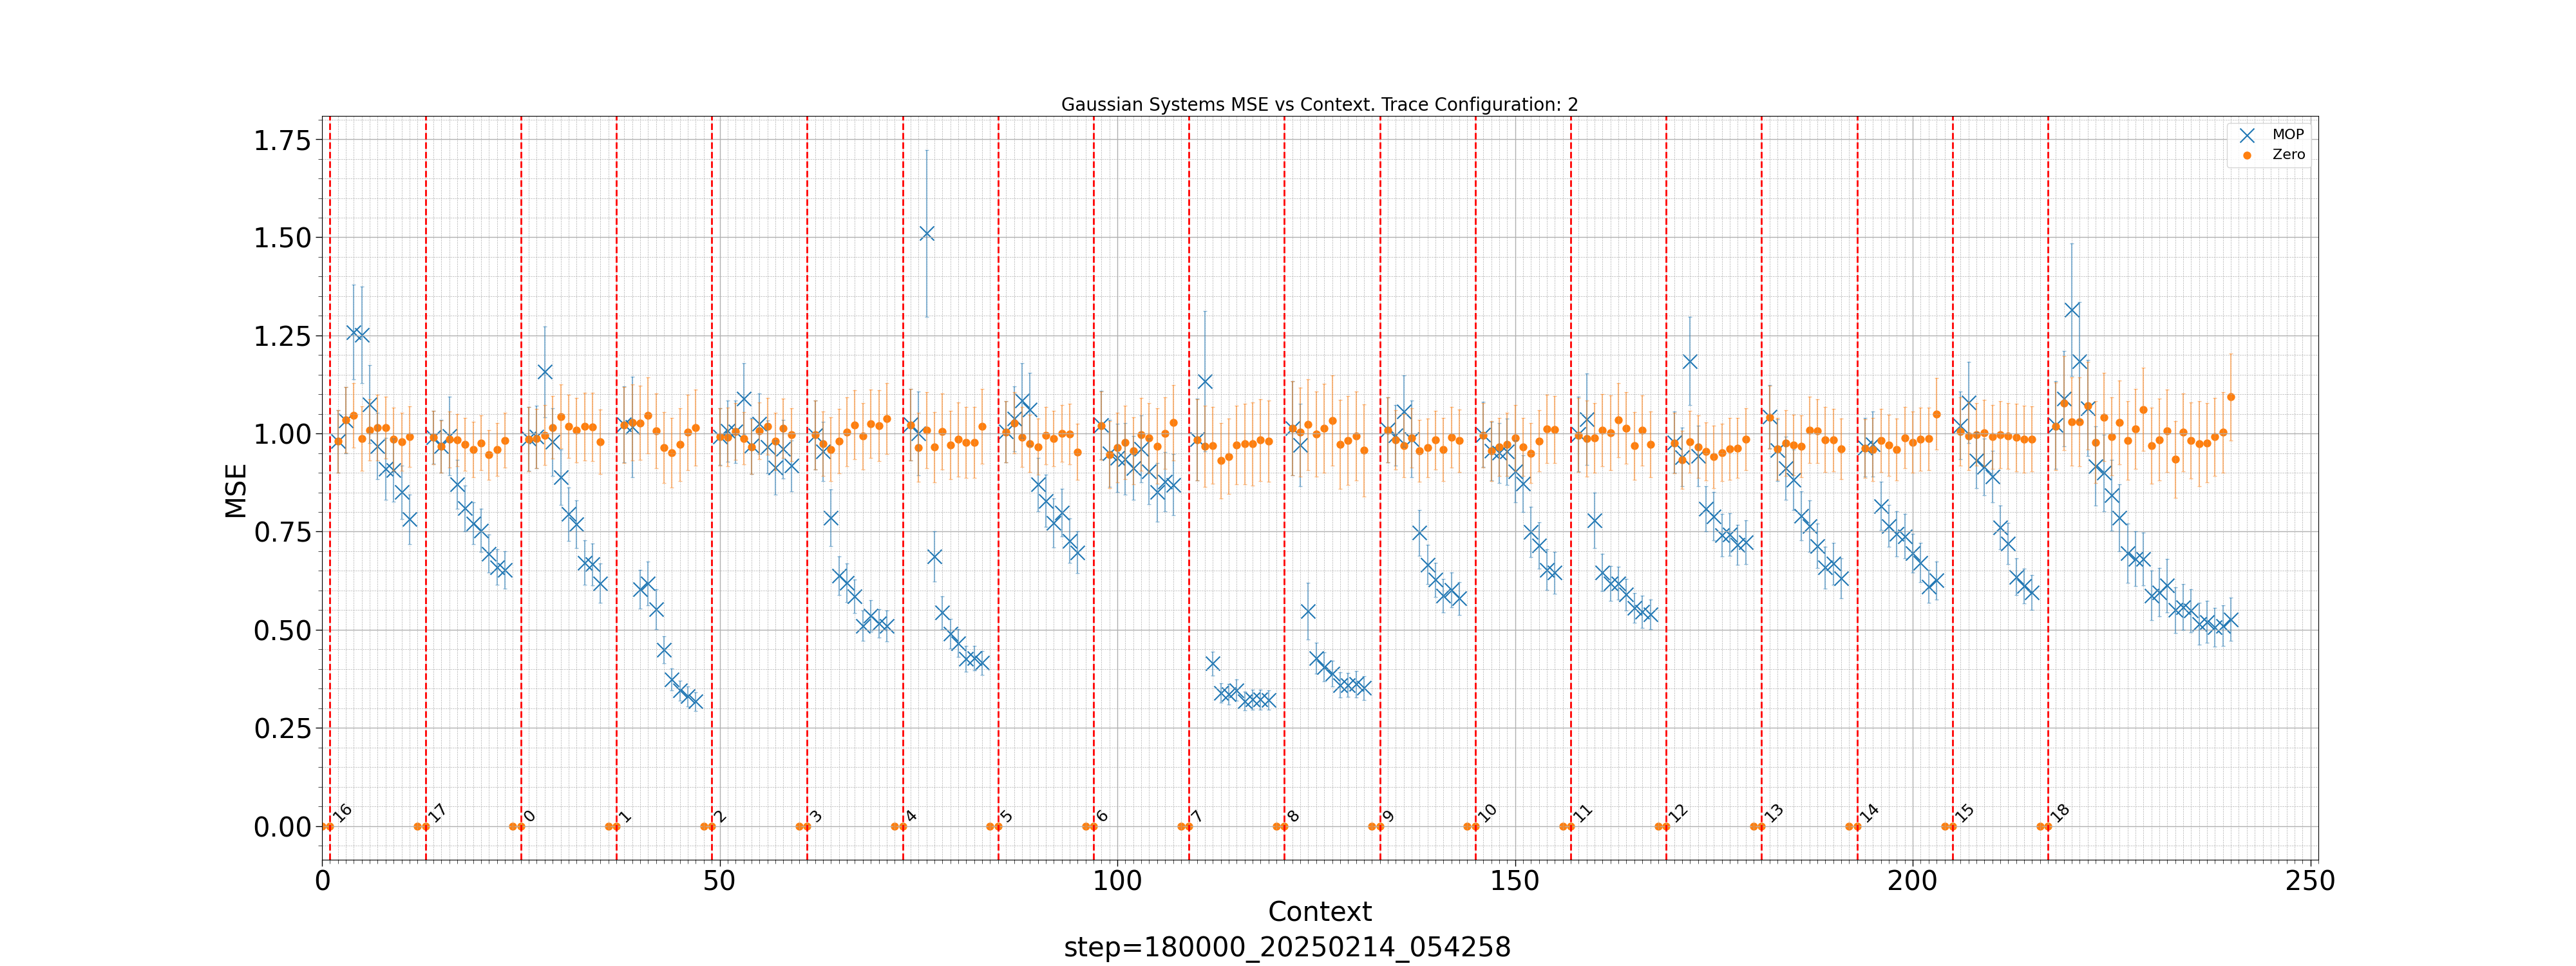 Gaussian Systems MSE vs Context. Trace Configuration: 2
MOP
Zero
1.75
1.50
1.25
1.00
0.75
0.50
0.25
0.00
MSE
16 17 0 1 2 3 4 5 6 7 8 9 10 11 12 13 14 15 18
0 50 100 150 200 250
Context
step=180000_20250214_054258